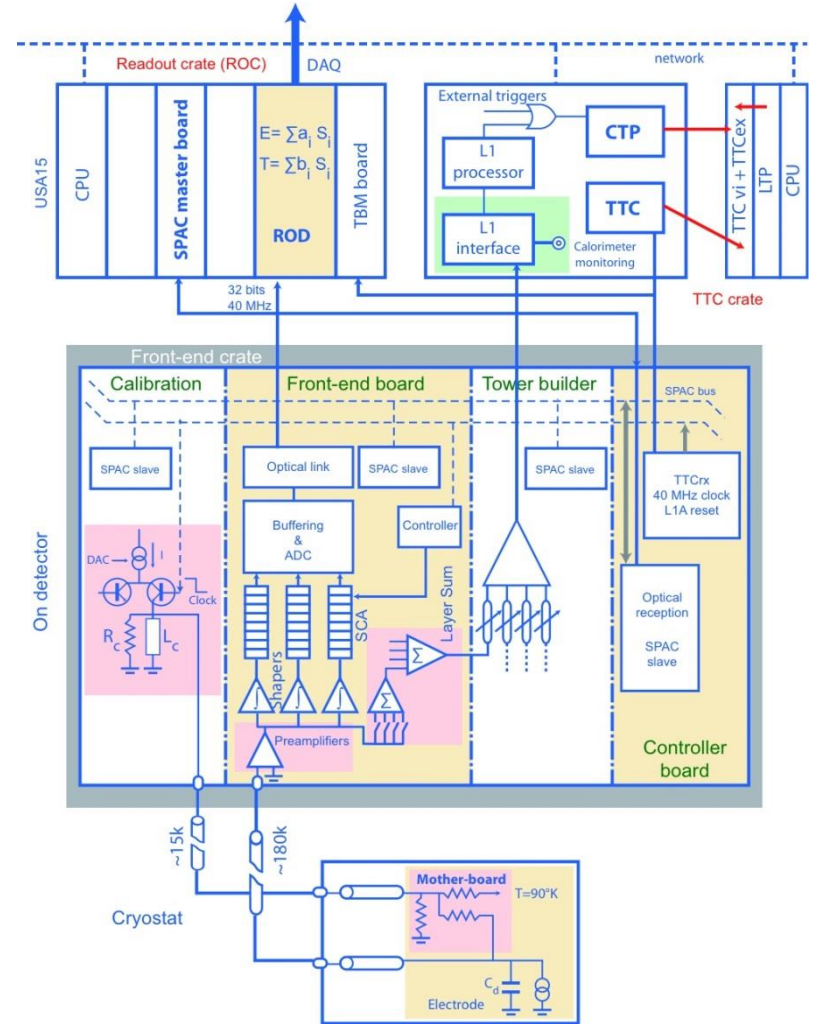 Readout crate (ROC)
DAQ
network
USA15
CPU
SPAC master board
E= ∑aᵢ Sᵢ
T= ∑bᵢ Sᵢ
ROD
TBM board
External triggers
CTP
L1
processor
TTC
L1
interface
Calorimeter
monitoring
TTC vi + TTCex
LTP
CPU
TTC crate
32 bits
40 MHz
On detector
Front-end crate
Calibration
Front-end board
Tower builder
SPAC bus
SPAC slave
Optical link
SPAC slave
SPAC slave
TTCrx
40 MHz clock
L1A reset
Buffering
&
ADC
Controller
DAC
I
Clock
R_c
L_c
SCA
Layer Sum
Optical
reception
SPAC
slave
Shapers
∫
∫
∫
Σ
Σ
Preamplifiers
Controller
board
~15k
~180k
Cryostat
Mother-board
T=90°K
C_d
Electrode